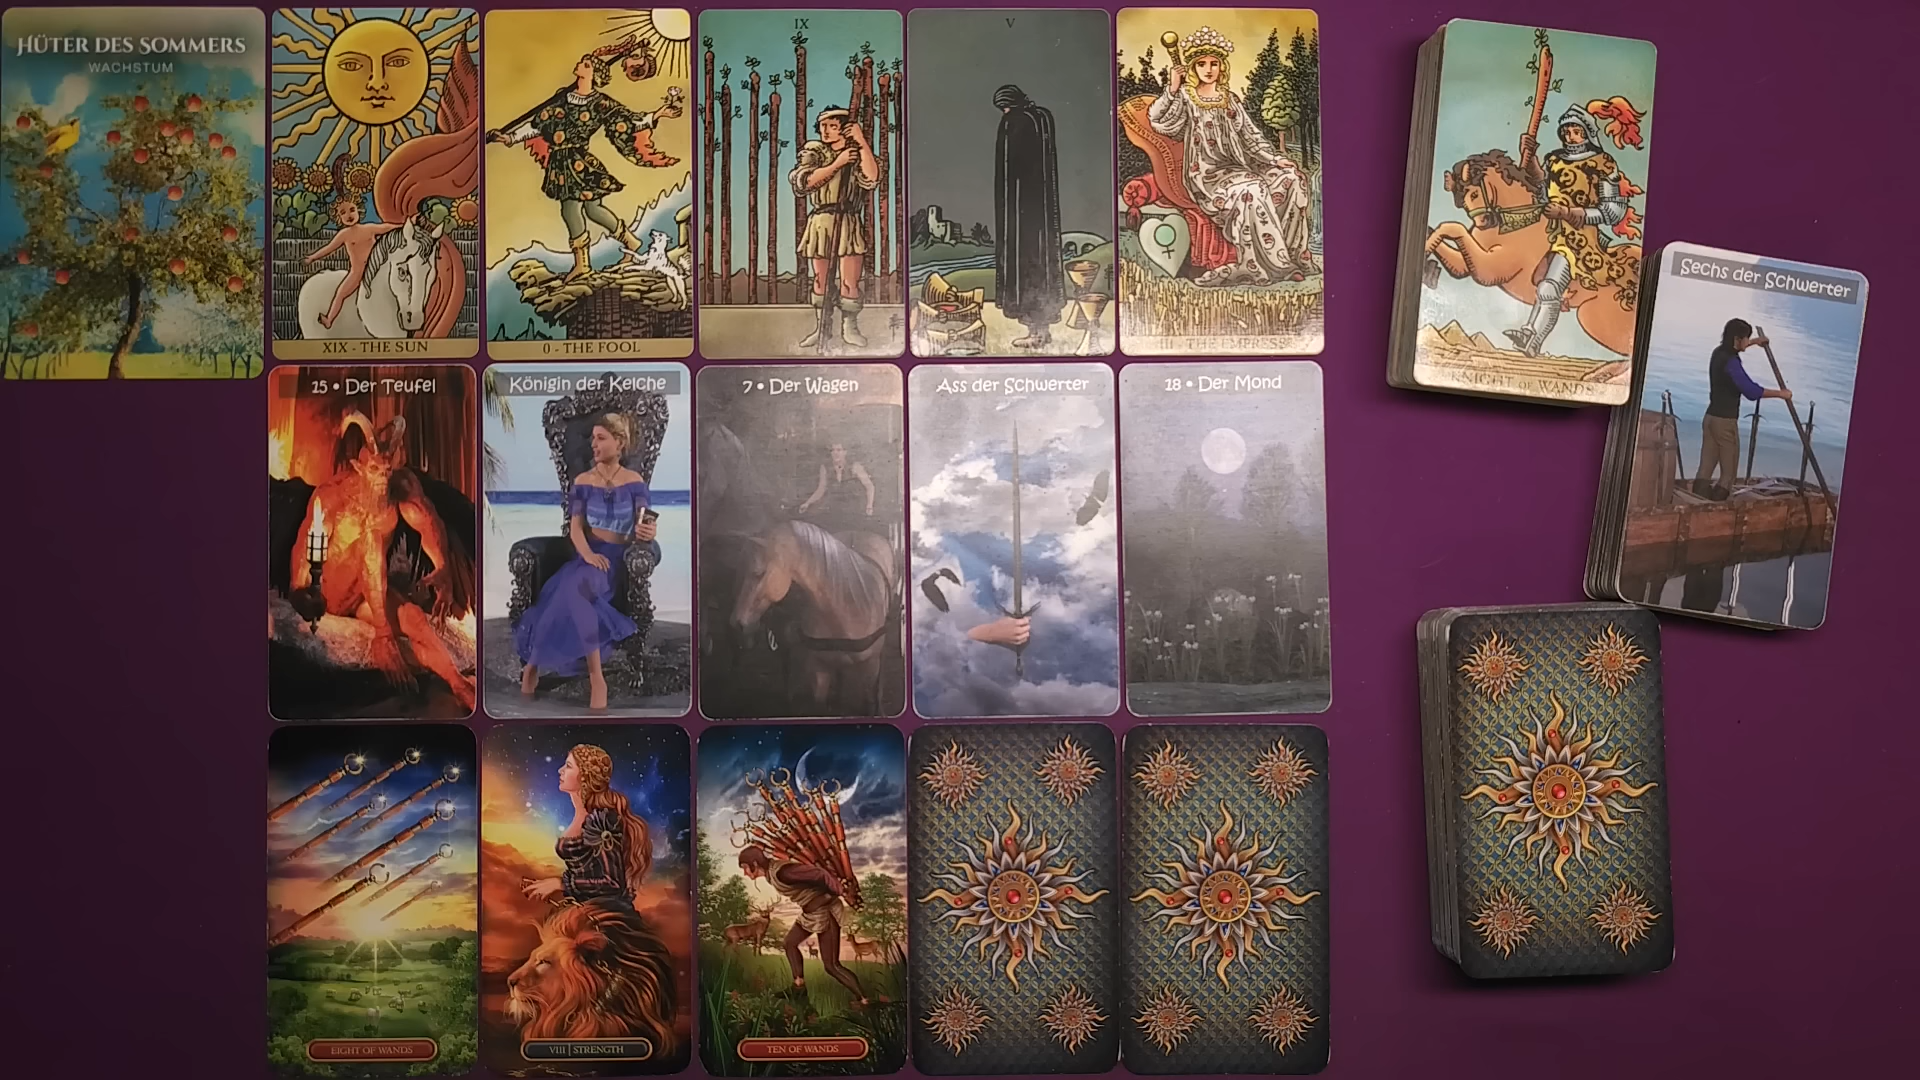 HÜTER DES SOMMERS
WACHSTUM
XIX - THE SUN
0 - THE FOOL
IX
V
III - THE EMPRESS
KNIGHT OF WANDS
Sechs der Schwerter
15 • Der Teufel
Königin der Kelche
7 • Der Wagen
Ass der Schwerter
18 • Der Mond
EIGHT OF WANDS
VIII | STRENGTH
TEN OF WANDS